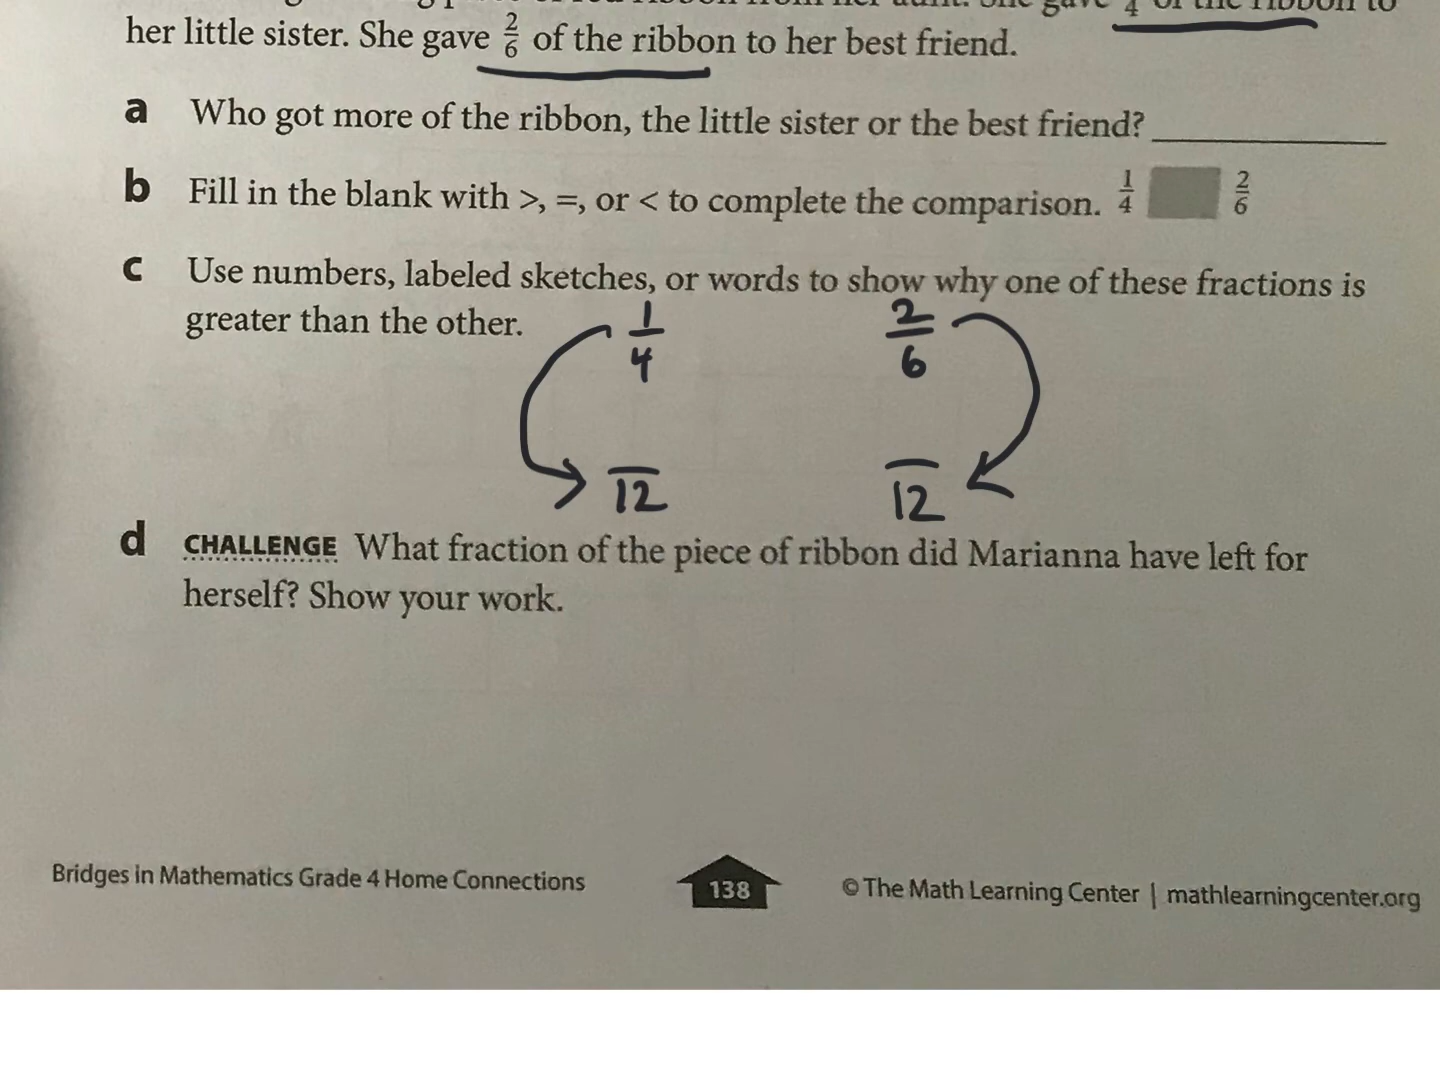 of the ribbon to
her little sister. She gave 2/6 of the ribbon to her best friend.
a Who got more of the ribbon, the little sister or the best friend?
b Fill in the blank with >, =, or < to complete the comparison. 1/4 2/6
c Use numbers, labeled sketches, or words to show why one of these fractions is
greater than the other.
1/4 2/6
/12 /12
d CHALLENGE What fraction of the piece of ribbon did Marianna have left for
herself? Show your work.
Bridges in Mathematics Grade 4 Home Connections 138 © The Math Learning Center | mathlearningcenter.org